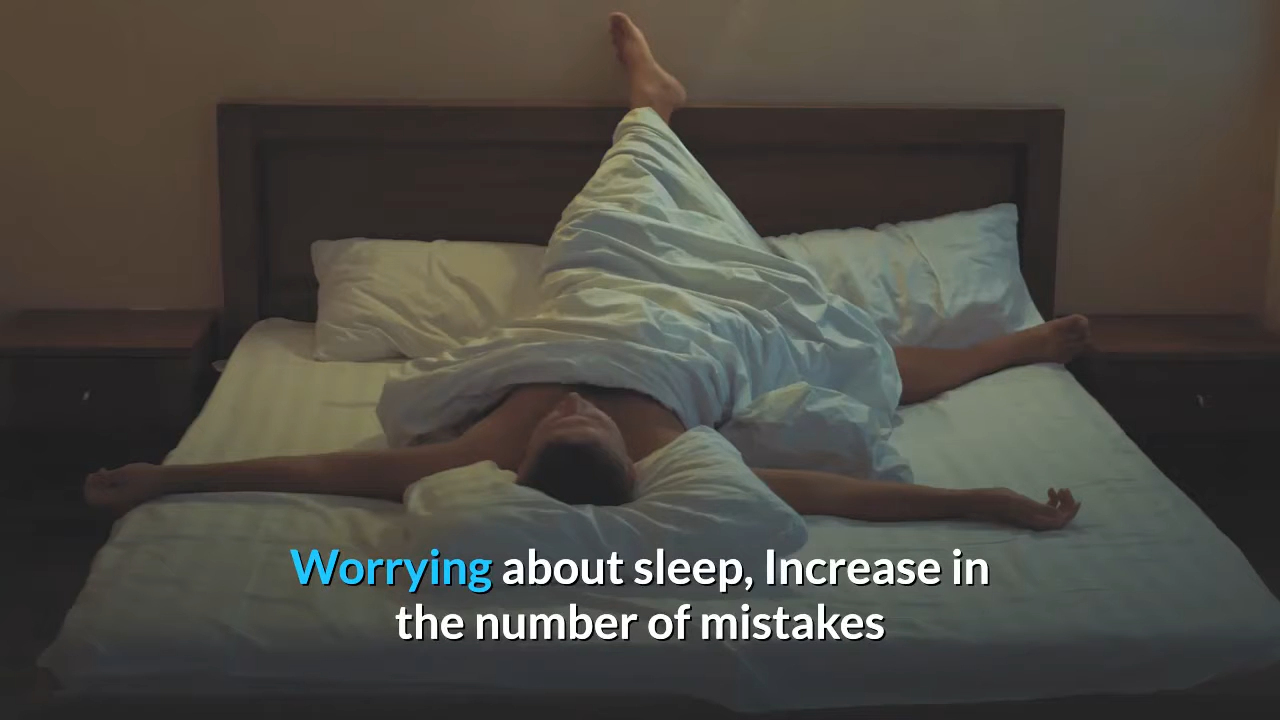 Worrying about sleep, Increase in
the number of mistakes